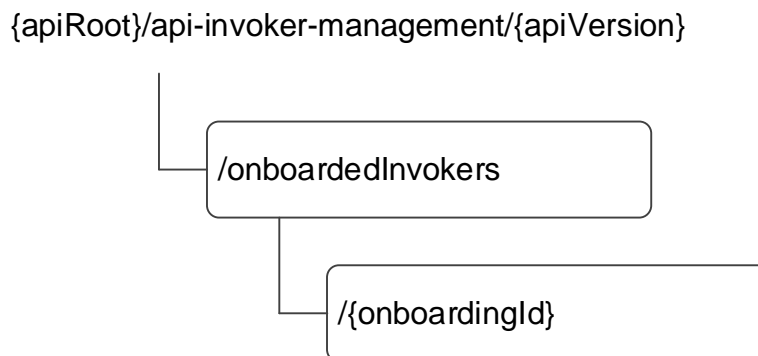 {apiRoot}/api-invoker-management/{apiVersion}
/onboardedInvokers
/{onboardingId}